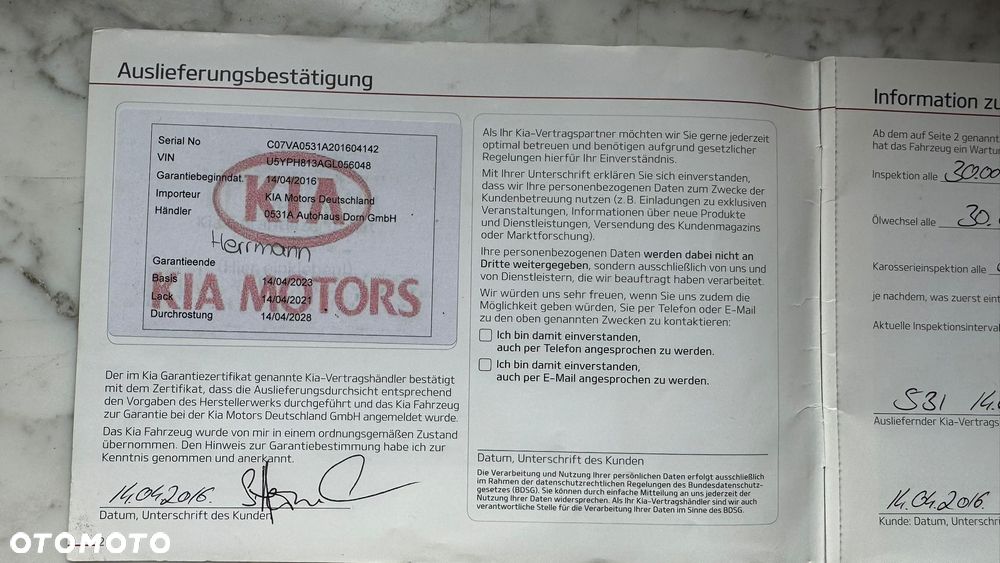 Auslieferungsbestätigung
Serial No C07VA0531A201604142
VIN U5YPH813AGL056048
Garantiebeginndat. 14/04/2016
Importeur KIA Motors Deutschland
Händler 0531A Autohaus Dorn GmbH
KIA
Herrmann
Garantieende
Basis 14/04/2023
Lack 14/04/2021
Durchrostung 14/04/2028
KIA MOTORS
Der im Kia Garantiezertifikat genannte Kia-Vertragshändler bestätigt
mit dem Zertifikat, dass die Auslieferungsdurchsicht entsprechend
den Vorgaben des Herstellerwerks durchgeführt und das Kia Fahrzeug
zur Garantie bei der Kia Motors Deutschland GmbH angemeldet wurde.
Das Kia Fahrzeug wurde von mir in einem ordnungsgemäßen Zustand
übernommen. Den Hinweis zur Garantiebestimmung habe ich zur
Kenntnis genommen und anerkannt.
14.04.2016
Datum, Unterschrift des Kunden
2
Als Ihr Kia-Vertragspartner möchten wir Sie gerne jederzeit
optimal betreuen und benötigen aufgrund gesetzlicher
Regelungen hierfür Ihr Einverständnis.
Mit Ihrer Unterschrift erklären Sie sich einverstanden,
dass wir Ihre personenbezogenen Daten zum Zwecke der
Kundenbetreuung nutzen (z. B. Einladungen zu exklusiven
Veranstaltungen, Informationen über neue Produkte
und Dienstleistungen, Versendung des Kundenmagazins
oder Marktforschung).
Ihre personenbezogenen Daten werden dabei nicht an
Dritte weitergegeben, sondern ausschließlich von uns und
von Dienstleistern, die wir beauftragt haben verarbeitet.
Wir würden uns sehr freuen, wenn Sie uns zudem die
Möglichkeit geben würden, Sie per Telefon oder E-Mail
zu den oben genannten Zwecken zu kontaktieren:
Ich bin damit einverstanden,
auch per Telefon angesprochen zu werden.
Ich bin damit einverstanden,
auch per E-Mail angesprochen zu werden.
Datum, Unterschrift des Kunden
Die Verarbeitung und Nutzung Ihrer persönlichen Daten erfolgt ausschließlich
im Rahmen der datenschutzrechtlichen Regelungen des Bundesdatenschutz-
gesetzes (BDSG). Sie können durch einfache Mitteilung an uns jederzeit der
Nutzung Ihrer Daten widersprechen. Als Ihr Kia-Vertragshändler sind wir auch
verantwortliche Stelle für die Verarbeitung Ihrer Daten im Sinne des BDSG.
Information zu
Ab dem auf Seite 2 genannt
hat das Fahrzeug ein Wartu
Inspektion alle 30.00
Ölwechsel alle 30.
Karosserieinspektion alle
je nachdem, was zuerst eint
Aktuelle Inspektionsinterva
531 14.
Ausliefernder Kia-Vertrags
14.04.2016
Kunde: Datum, Unterschri
OTOMOTO